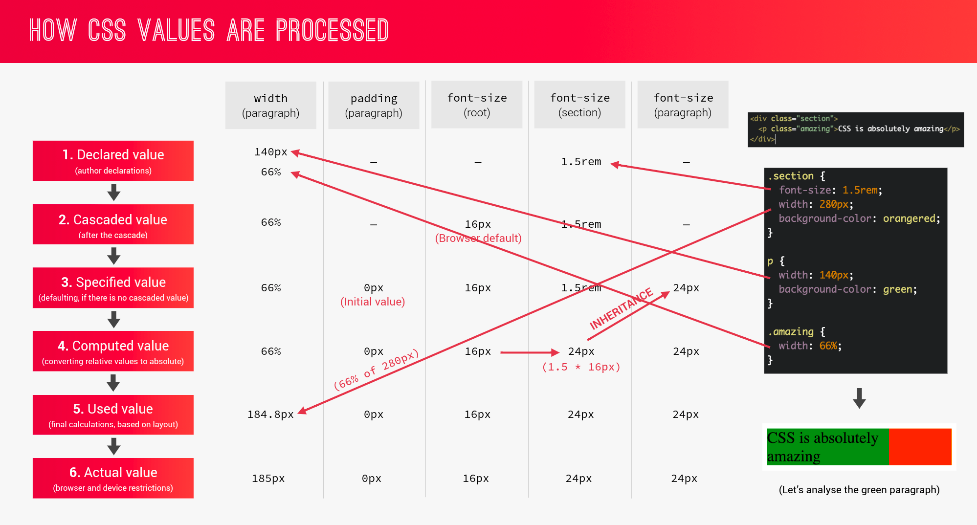 HOW CSS VALUES ARE PROCESSED
width
(paragraph)
padding
(paragraph)
font-size
(root)
font-size
(section)
font-size
(paragraph)
1. Declared value
(author declarations)
140px
66%
–
–
1.5rem
–
2. Cascaded value
(after the cascade)
66%
–
16px
(Browser default)
1.5rem
–
3. Specified value
(defaulting, if there is no cascaded value)
66%
0px
(Initial value)
16px
1.5rem
24px
INHERITANCE
4. Computed value
(converting relative values to absolute)
66%
0px
16px
24px
(1.5 * 16px)
24px
(66% of 280px)
5. Used value
(final calculations, based on layout)
184.8px
0px
16px
24px
24px
6. Actual value
(browser and device restrictions)
185px
0px
16px
24px
24px
<div class="section">
<p class="amazing">CSS is absolutely amazing</p>
</div>
.section {
font-size: 1.5rem;
width: 280px;
background-color: orangered;
}
p {
width: 140px;
background-color: green;
}
.amazing {
width: 66%;
}
CSS is absolutely
amazing
(Let's analyse the green paragraph)